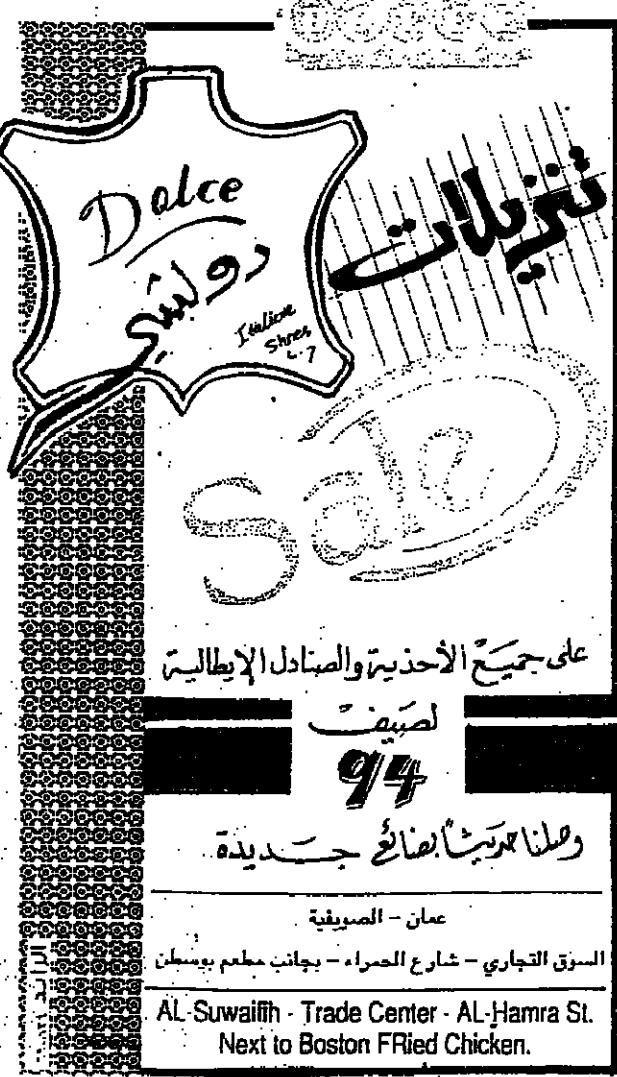 Dolce
دولتشي
Italian
Shoes
تنزيلات
Sale
على جميع الأحذية والصنادل الإيطالية
لصيف
94
وصلنا حديثاً بضائع جديدة
عمان - الصويفية
السوق التجاري - شارع الحمراء - بجانب مطعم بوسطن
AL-Suwaifih - Trade Center - AL-Hamra St.
Next to Boston FRied Chicken.